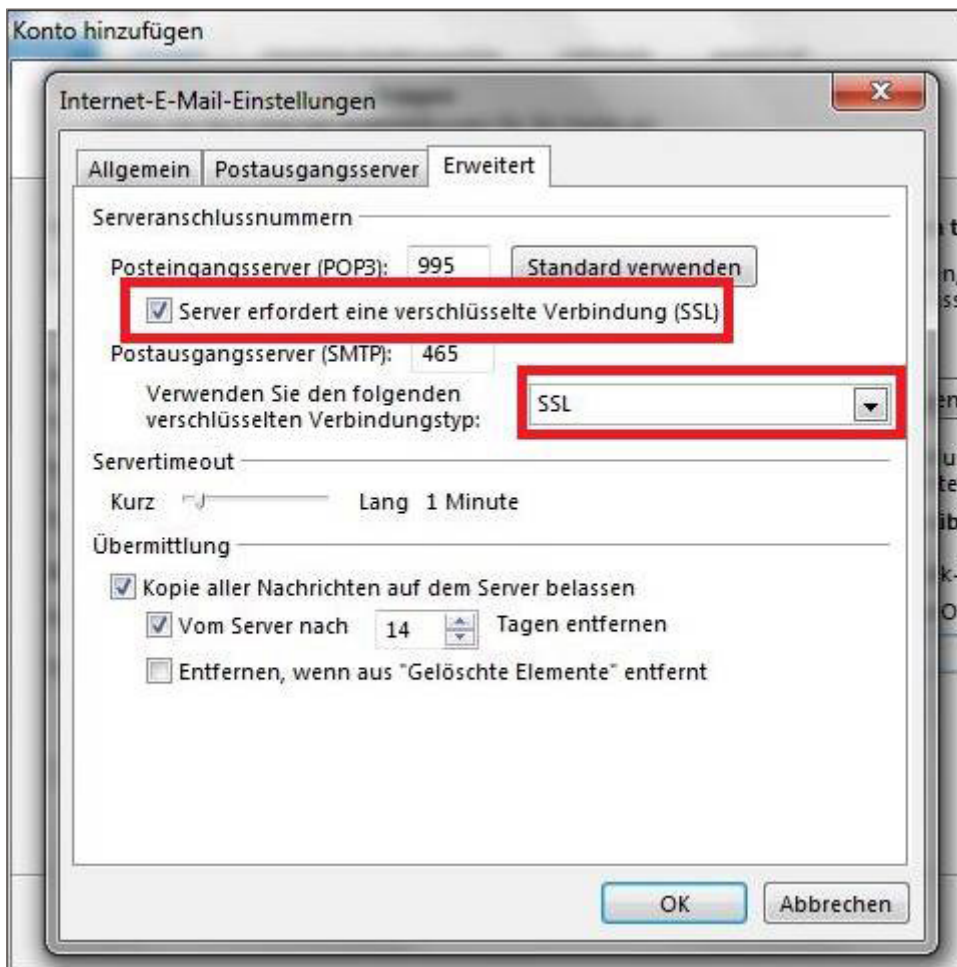 Konto hinzufügen
Internet-E-Mail-Einstellungen
Allgemein Postausgangsserver Erweitert
Serveranschlussnummern
Posteingangsserver (POP3): 995 Standard verwenden
Server erfordert eine verschlüsselte Verbindung (SSL)
Postausgangsserver (SMTP): 465
Verwenden Sie den folgenden
verschlüsselten Verbindungstyp: SSL
Servertimeout
Kurz Lang 1 Minute
Übermittlung
Kopie aller Nachrichten auf dem Server belassen
Vom Server nach 14 Tagen entfernen
Entfernen, wenn aus "Gelöschte Elemente" entfernt
OK Abbrechen